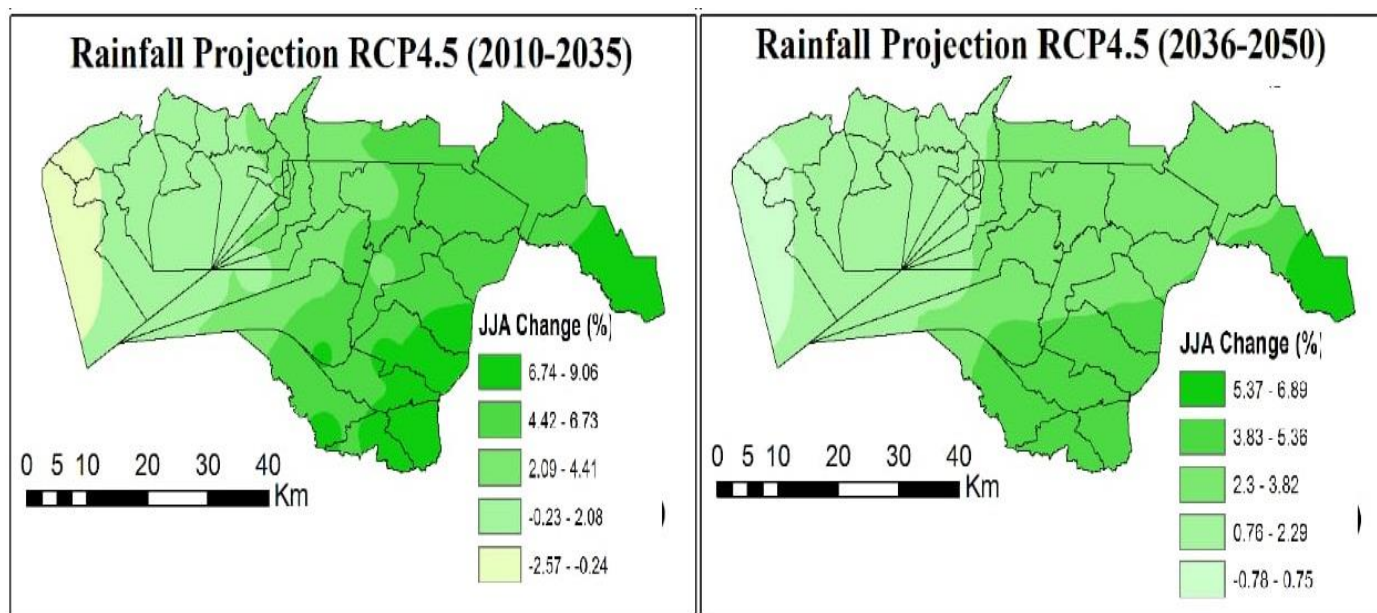 Rainfall Projection RCP4.5 (2010-2035)
JJA Change (%)
6.74 - 9.06
4.42 - 6.73
2.09 - 4.41
-0.23 - 2.08
-2.57 - -0.24
0 5 10 20 30 40
Km
Rainfall Projection RCP4.5 (2036-2050)
JJA Change (%)
5.37 - 6.89
3.83 - 5.36
2.3 - 3.82
0.76 - 2.29
-0.78 - 0.75
0 5 10 20 30 40
Km